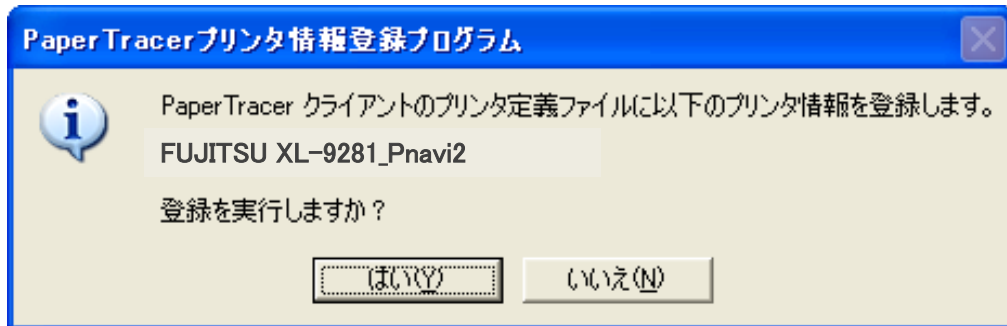 PaperTracerプリンタ情報登録プログラム
PaperTracer クライアントのプリンタ定義ファイルに以下のプリンタ情報を登録します。
FUJITSU XL-9281_Pnavi2
登録を実行しますか？
はい(Y) いいえ(N)